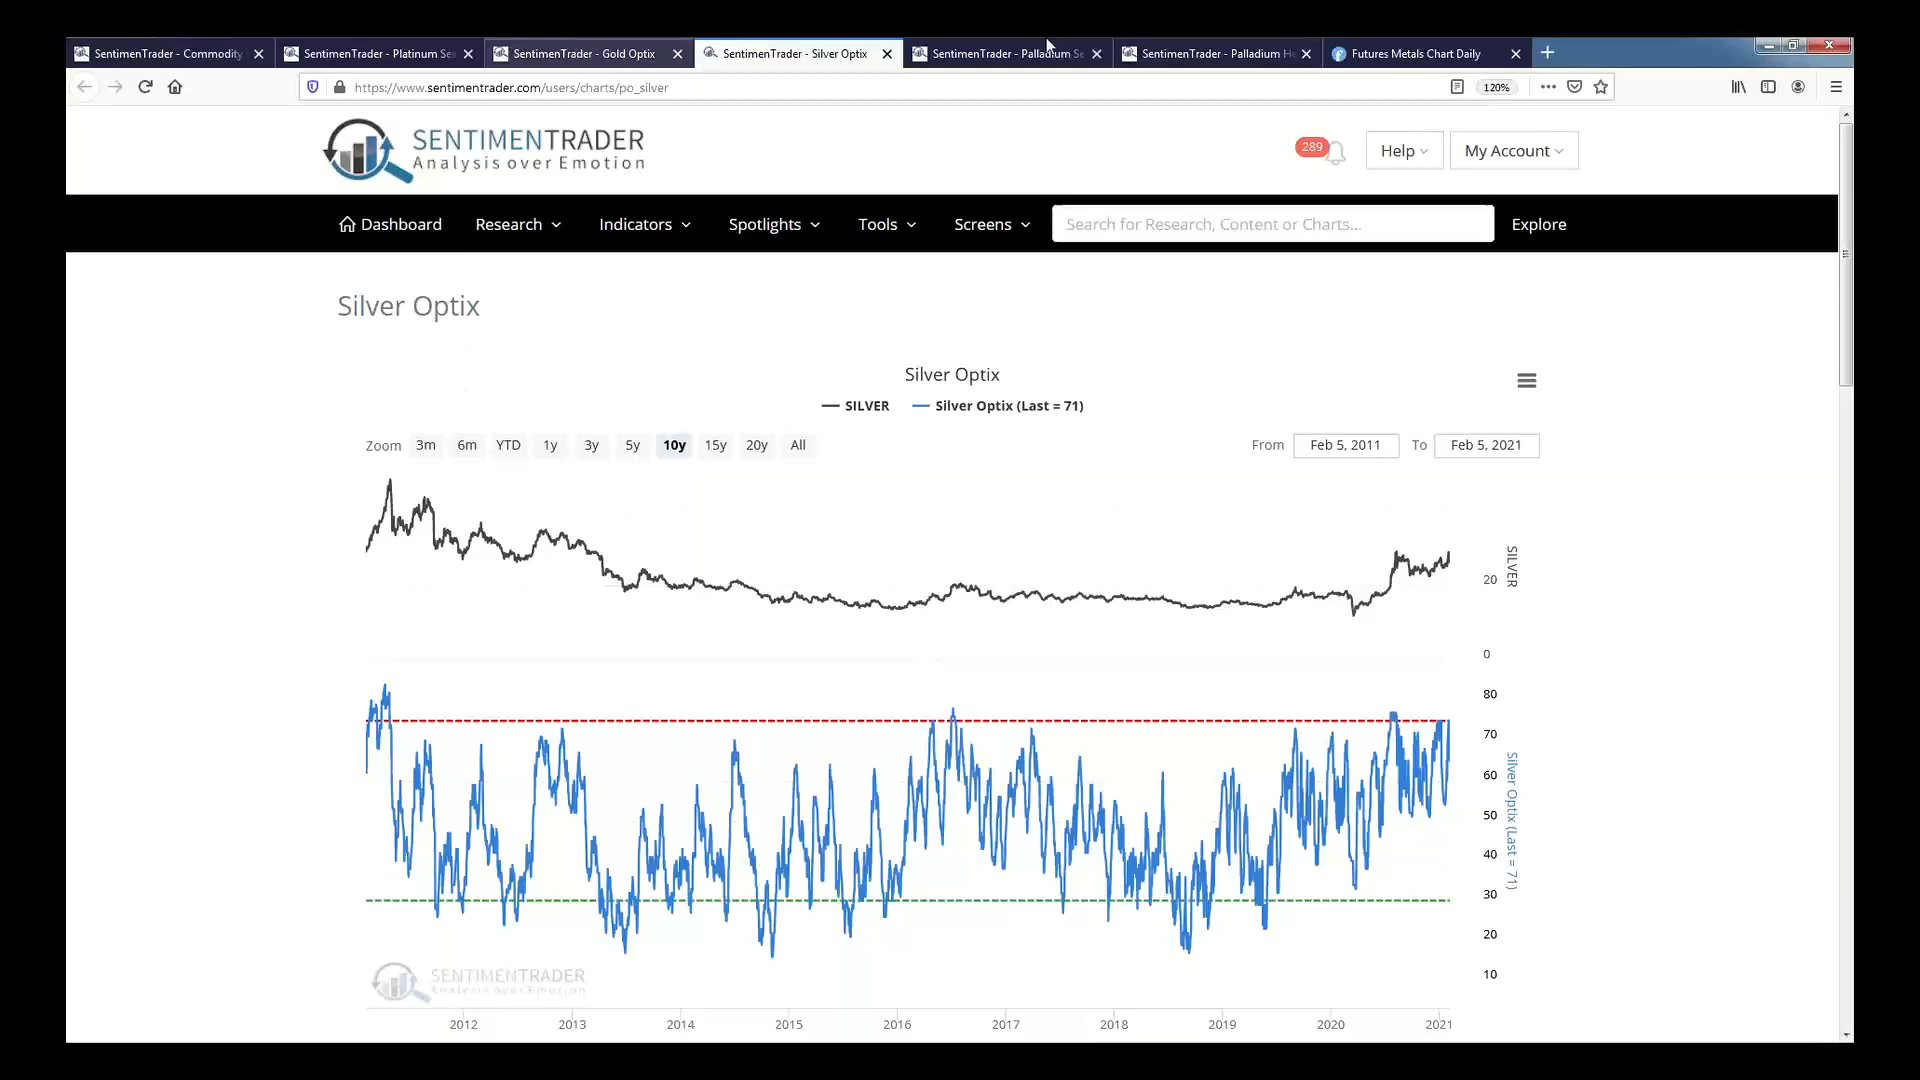 SentimenTrader - Commodity
SentimenTrader - Platinum Se
SentimenTrader - Gold Optix
SentimenTrader - Silver Optix
SentimenTrader - Palladium Se
SentimenTrader - Palladium H
Futures Metals Chart Daily
https://www.sentimentrader.com/users/charts/po_silver
120%
SENTIMENTRADER
Analysis over Emotion
289
Help
My Account
Dashboard
Research
Indicators
Spotlights
Tools
Screens
Search for Research, Content or Charts...
Explore
Silver Optix
Silver Optix
SILVER
Silver Optix (Last = 71)
Zoom
3m
6m
YTD
1y
3y
5y
10y
15y
20y
All
From
Feb 5, 2011
To
Feb 5, 2021
20
SILVER
0
80
70
60
50
40
30
20
10
Silver Optix (Last = 71)
SENTIMENTRADER
Analysis over Emotion
2012
2013
2014
2015
2016
2017
2018
2019
2020
2021